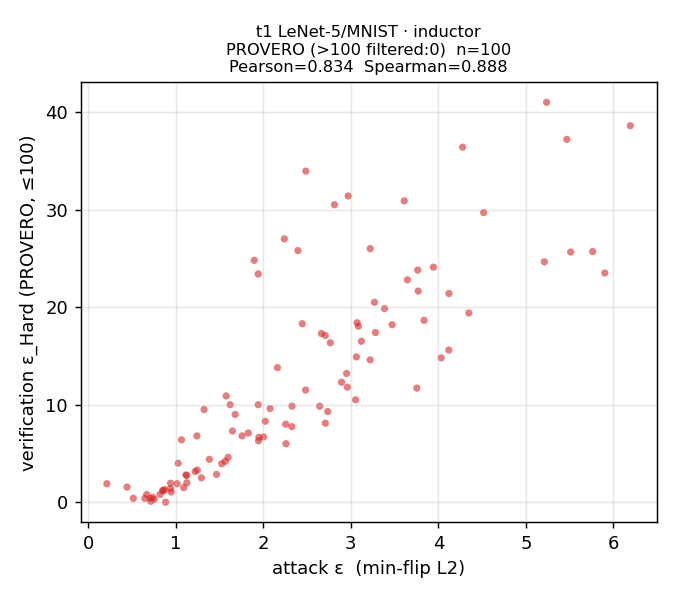 t1 LeNet-5/MNIST · inductor
PROVERO (>100 filtered:0)  n=100
Pearson=0.834  Spearman=0.888
verification ε_Hard (PROVERO, ≤100)
40
30
20
10
0
0 1 2 3 4 5 6
attack ε  (min-flip L2)